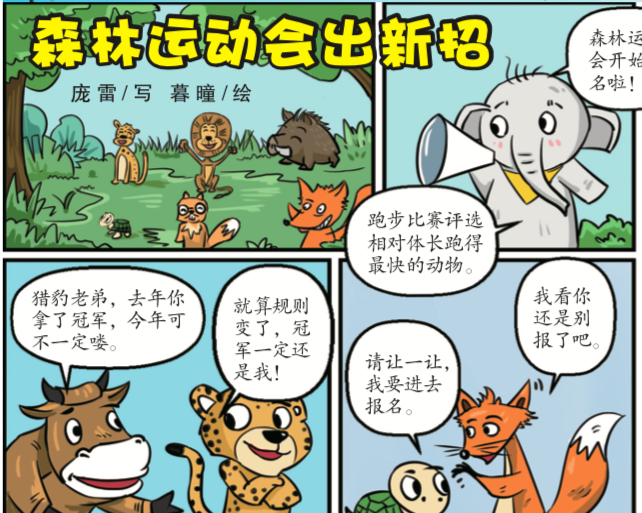 森林运动会出新招
庞雷/写 暮瞳/绘
森林运
会开始
名啦！
跑步比赛评选
相对体长跑得
最快的动物。
猎豹老弟，去年你
拿了冠军，今年可
不一定喽。
就算规则
变了，冠
军一定还
是我！
请让一让，
我要进去
报名。
我看你
还是别
报了吧。